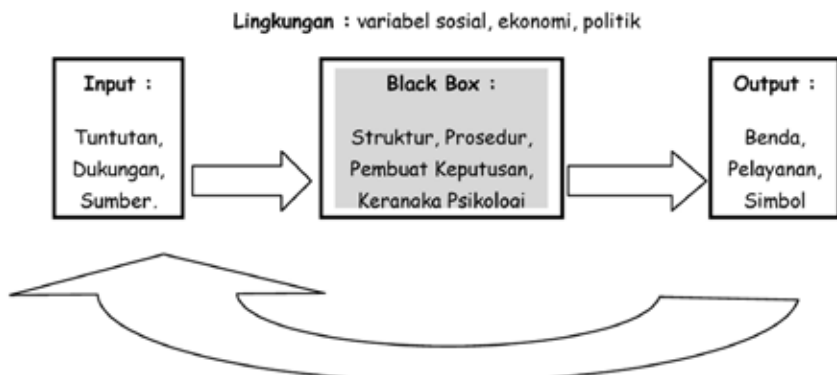 Lingkungan : variabel sosial, ekonomi, politik
Input :
Tuntutan,
Dukungan,
Sumber.
Black Box :
Struktur, Prosedur,
Pembuat Keputusan,
Keranaka Psikologi
Output :
Benda,
Pelayanan,
Simbol